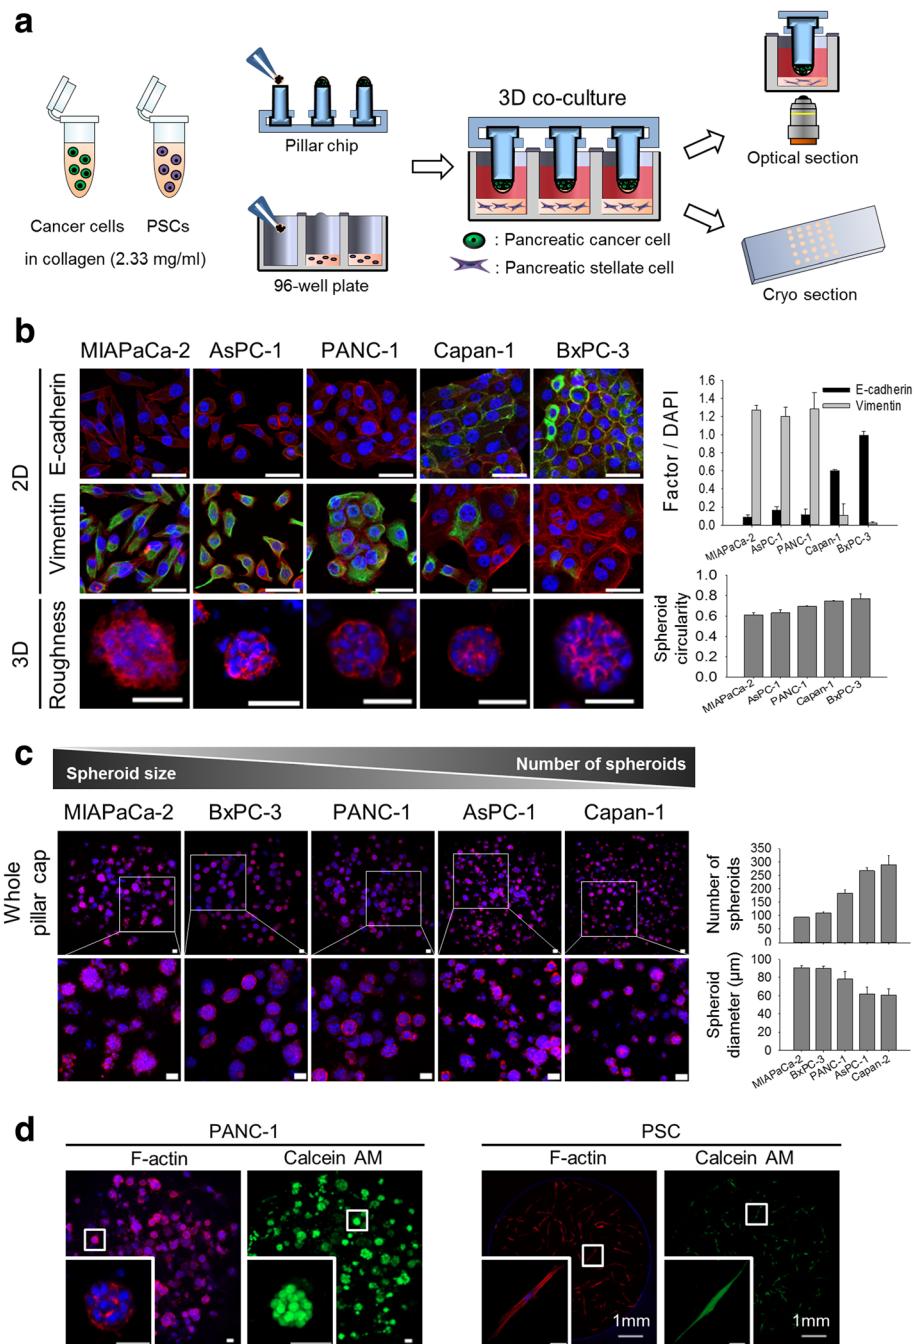 a
3D co-culture
Pillar chip
Optical section
Cancer cells
PSCs
in collagen (2.33 mg/ml)
96-well plate
: Pancreatic cancer cell
: Pancreatic stellate cell
Cryo section
b
MIAPaCa-2
AsPC-1
PANC-1
Capan-1
BxPC-3
2D
E-cadherin
Vimentin
3D
Roughness
Factor / DAPI
1.6
1.4
1.2
1.0
0.8
0.6
0.4
0.2
0.0
E-cadherin
Vimentin
MIAPaCa-2
AsPC-1
PANC-1
Capan-1
BxPC-3
Spheroid
circularity
1.0
0.8
0.6
0.4
0.2
0.0
MIAPaCa-2
AsPC-1
PANC-1
Capan-1
BxPC-3
c
Spheroid size
Number of spheroids
MIAPaCa-2
BxPC-3
PANC-1
AsPC-1
Capan-1
Whole
pillar cap
Number of
spheroids
350
300
250
200
150
100
50
0
Spheroid
diameter (μm)
100
80
60
40
20
0
MIAPaCa-2
BxPC-3
PANC-1
AsPC-1
Capan-2
d
PANC-1
F-actin
Calcein AM
PSC
F-actin
Calcein AM
1mm
1mm